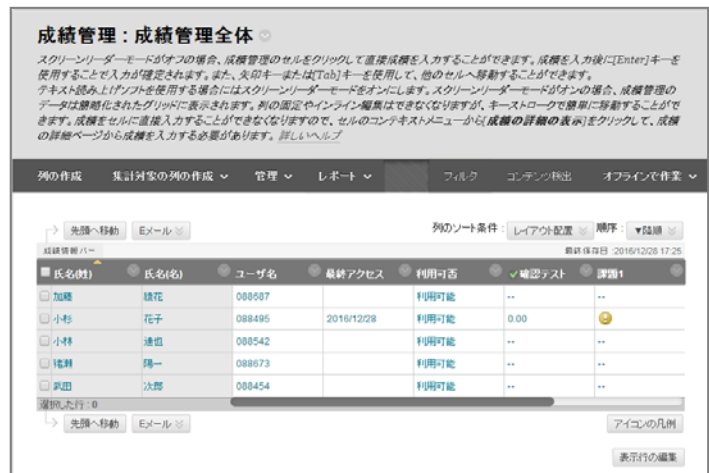 成績管理：成績管理全体
スクリーンリーダーモードがオフの場合、成績管理のセルをクリックして直接成績を入力することができます。成績を入力後に[Enter]キーを
使用することで入力が確定されます。また、矢印キーまたは[Tab]キーを使用して、他のセルへ移動することができます。
テキスト読み上げソフトを使用する場合にはスクリーンリーダーモードをオンにします。スクリーンリーダーモードがオンの場合、成績管理の
データは簡略化されたグリッドに表示されます。列の固定やインライン編集はできなくなりますが、キーストロークで簡単に移動することがで
きます。成績をセルに直接入力することができなくなりますので、セルのコンテキストメニューから[成績の詳細の表示]をクリックして、成績
の詳細ページから成績を入力する必要があります。詳しいヘルプ
列の作成 集計対象の列の作成 管理 レポート フィルタ コンテンツ検出 オフラインで作業
先頭へ移動 Eメール 列のソート条件： レイアウト配置 順序： ▼降順
成績情報バー 最終保存日：2016/12/28 17:25
氏名(姓) 氏名(名) ユーザ名 最終アクセス 利用可否 確認テスト 課題1
加藤 綾花 088687 利用可能 -- --
小杉 花子 088495 2016/12/28 利用可能 0.00
小林 達也 088542 利用可能 -- --
陽一 088673 利用可能 -- --
武田 次郎 088454 利用可能 -- --
選択した行：0
先頭へ移動 Eメール アイコンの凡例
表示行の編集